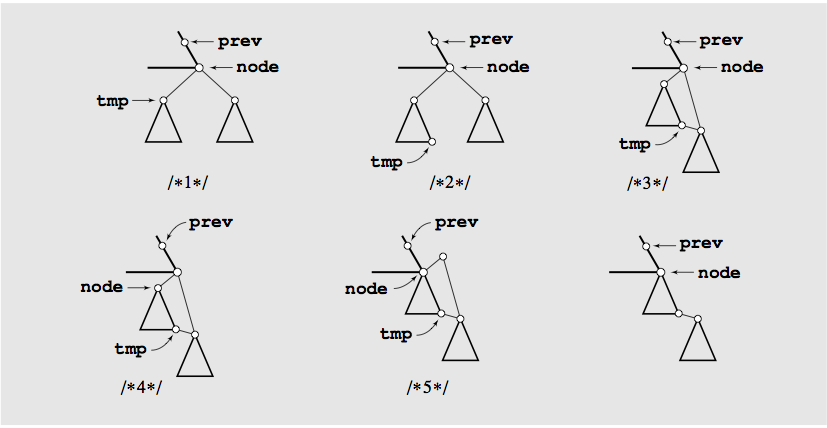 prev prev prev
node node node
tmp
tmp
tmp
/*1*/ /*2*/ /*3*/
prev prev prev
node node node
tmp tmp
/*4*/ /*5*/